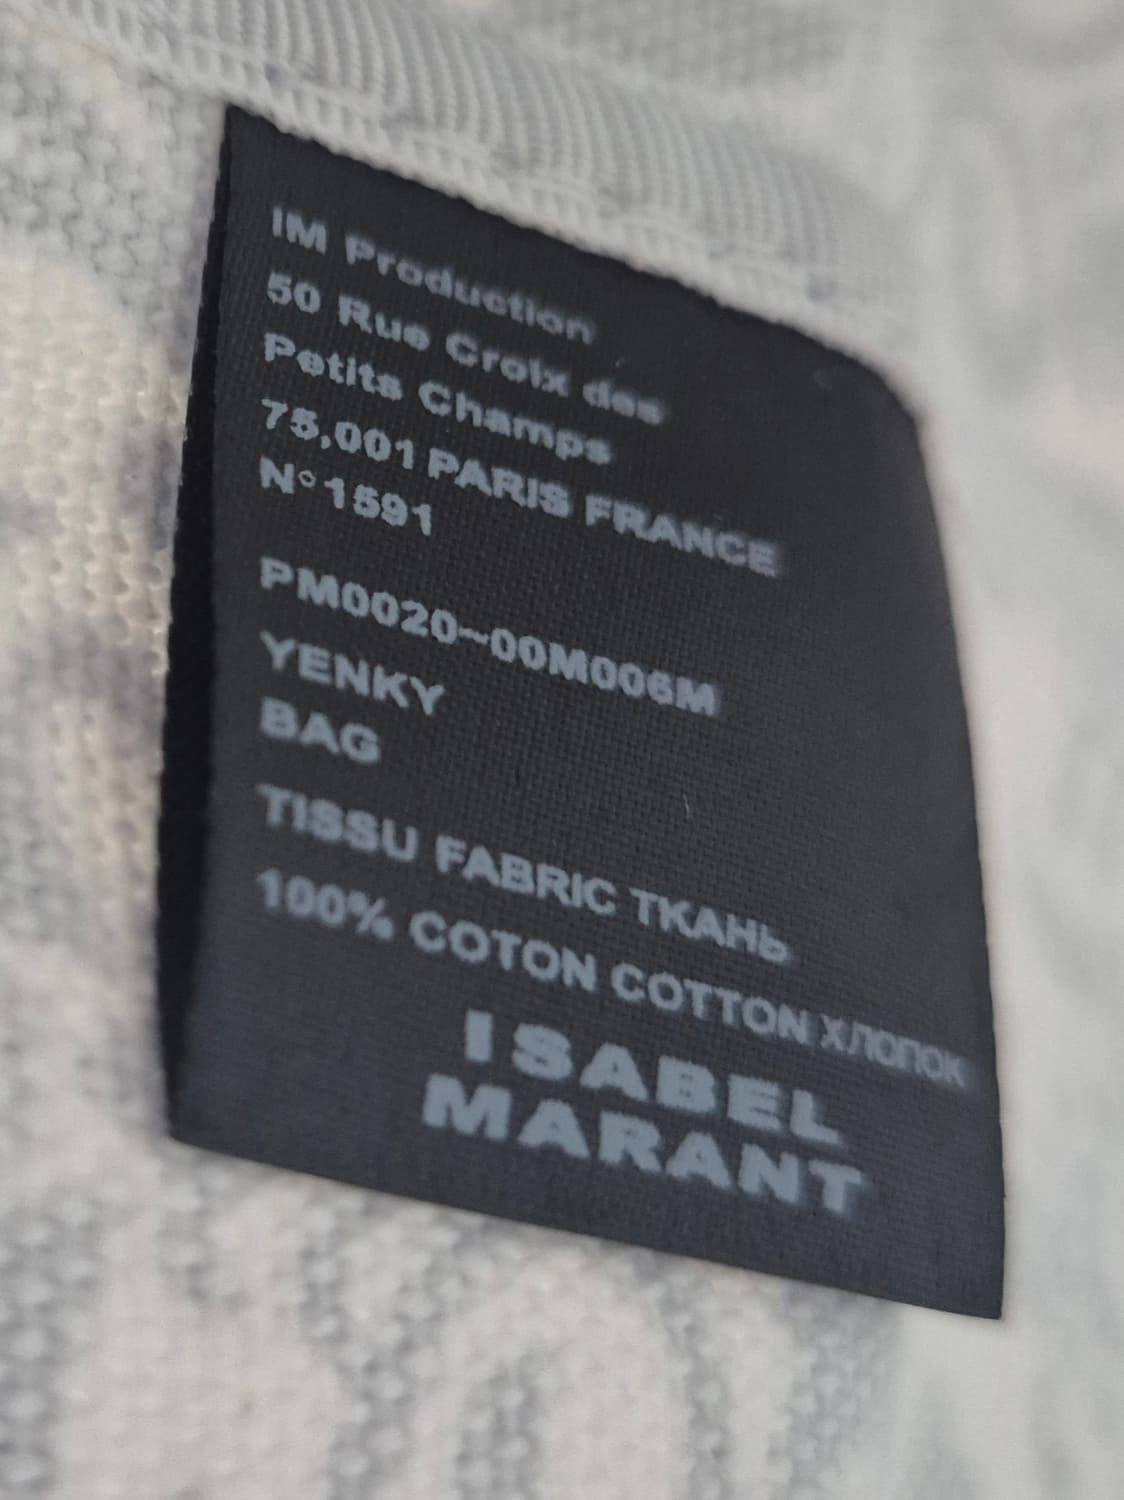 IM Production
50 Rue Croix des
Petits Champs
75,001 PARIS FRANCE
N°1591
PM0020~00M006M
YENKY
BAG
TISSU FABRIC ТКАНЬ
100% COTON COTTON ХЛОПОК
ISABEL
MARANT